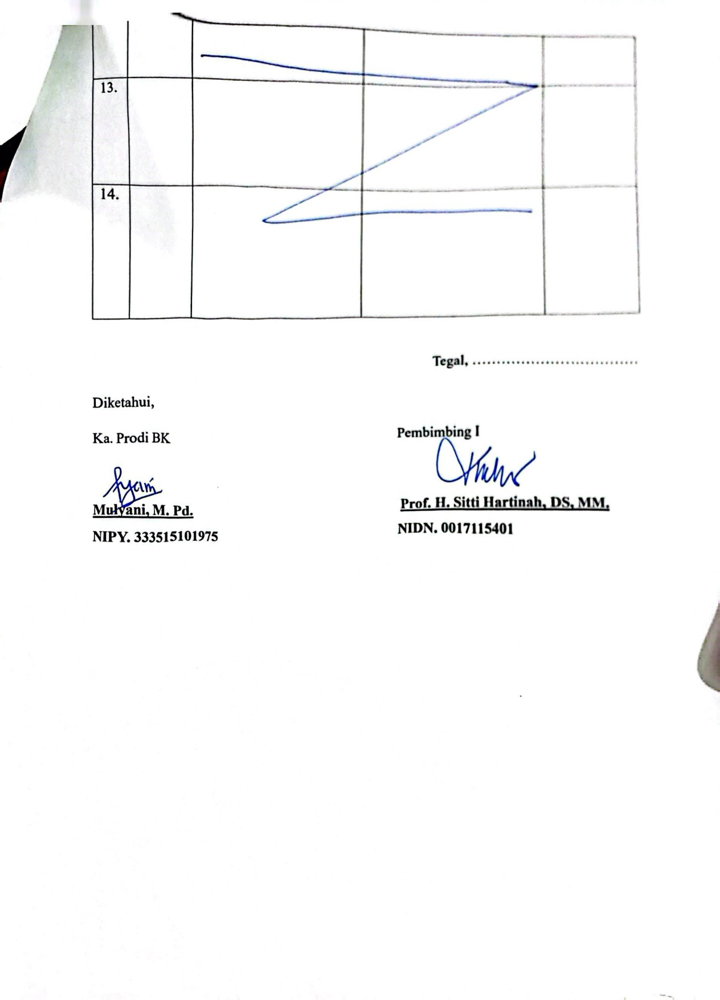 13.
14.
Tegal, ..................................
Diketahui,
Ka. Prodi BK
Pembimbing I
Mulyani, M. Pd.
Prof. H. Sitti Hartinah, DS, MM.
NIPY. 333515101975
NIDN. 0017115401